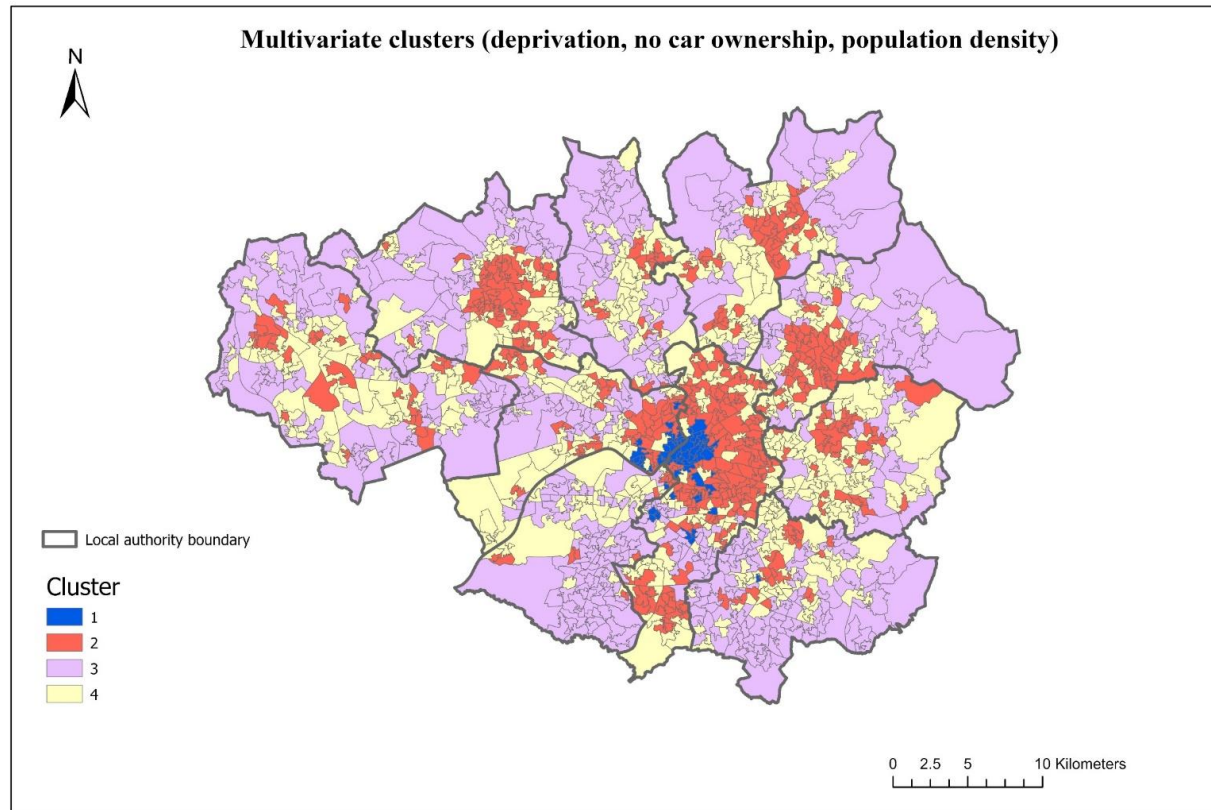 Multivariate clusters (deprivation, no car ownership, population density)
N
Local authority boundary
Cluster
1
2
3
4
0 2.5 5 10 Kilometers